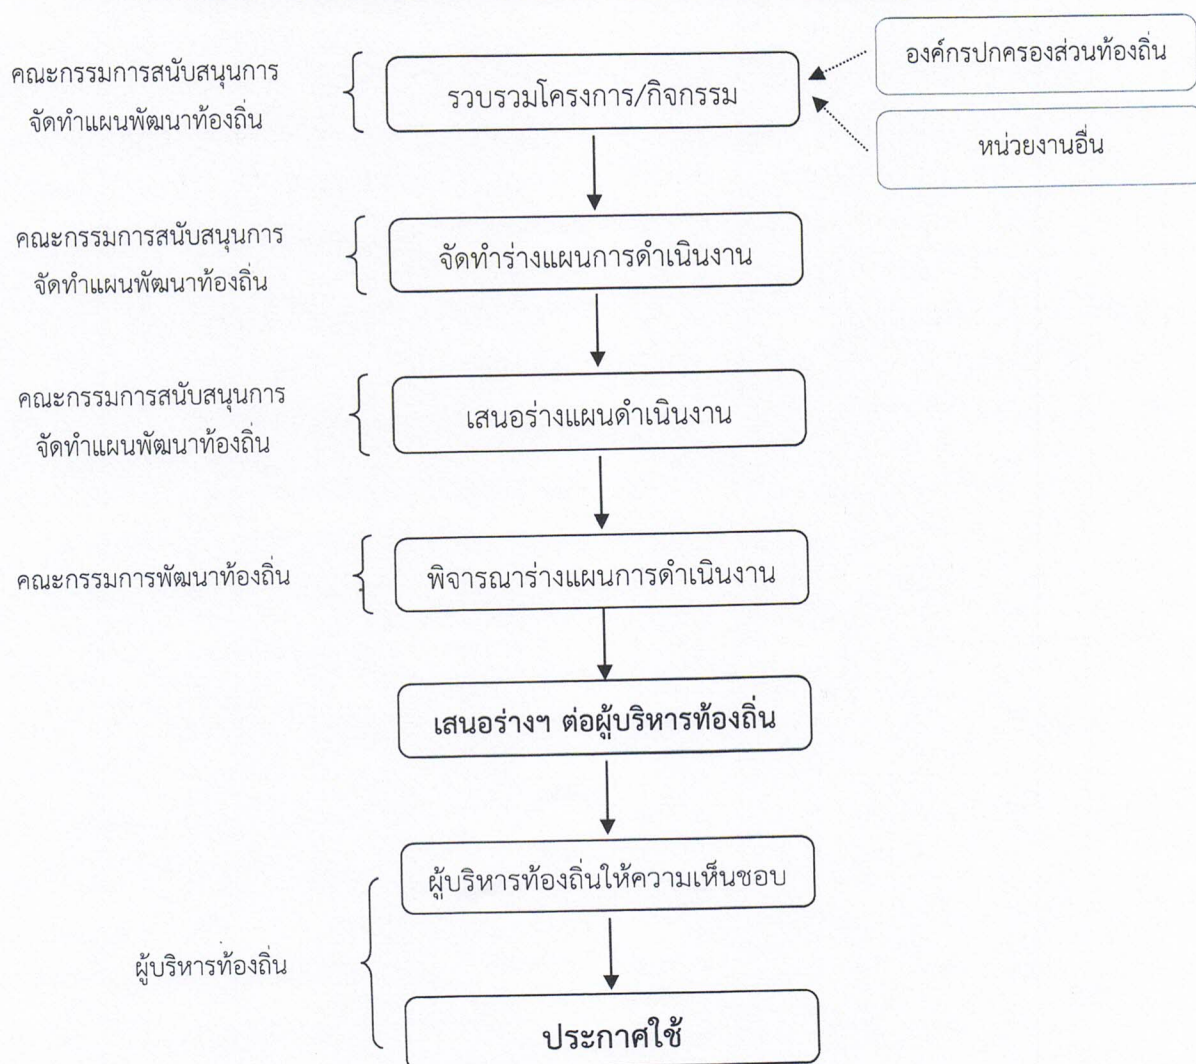 องค์กรปกครองส่วนท้องถิ่น
คณะกรรมการสนับสนุนการ
จัดทำแผนพัฒนาท้องถิ่น
รวบรวมโครงการ/กิจกรรม
หน่วยงานอื่น
คณะกรรมการสนับสนุนการ
จัดทำแผนพัฒนาท้องถิ่น
จัดทำร่างแผนการดำเนินงาน
คณะกรรมการสนับสนุนการ
จัดทำแผนพัฒนาท้องถิ่น
เสนอร่างแผนดำเนินงาน
คณะกรรมการพัฒนาท้องถิ่น
พิจารณาร่างแผนการดำเนินงาน
เสนอร่างฯ ต่อผู้บริหารท้องถิ่น
ผู้บริหารท้องถิ่นให้ความเห็นชอบ
ผู้บริหารท้องถิ่น
ประกาศใช้